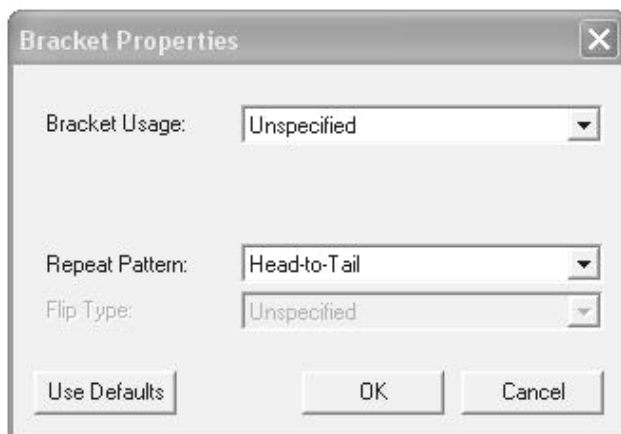 Bracket Properties
Bracket Usage: Unspecified
Repeat Pattern: Head-to-Tail
Flip Type: Unspecified
Use Defaults OK Cancel